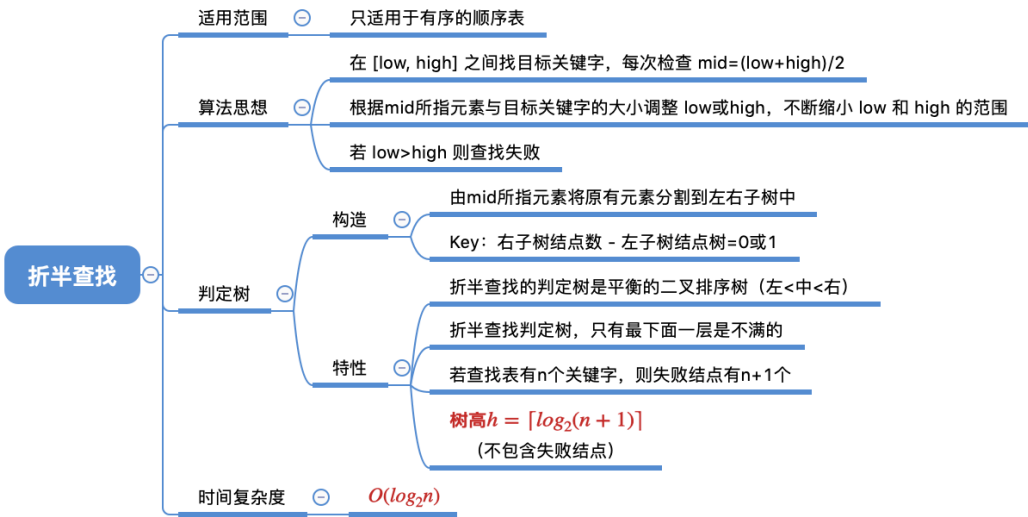 折半查找
适用范围
只适用于有序的顺序表
算法思想
在 [low, high] 之间找目标关键字，每次检查 mid=(low+high)/2
根据mid所指元素与目标关键字的大小调整 low或high，不断缩小 low 和 high 的范围
若 low>high 则查找失败
判定树
构造
由mid所指元素将原有元素分割到左右子树中
Key：右子树结点数 - 左子树结点树=0或1
特性
折半查找的判定树是平衡的二叉排序树（左<中<右）
折半查找判定树，只有最下面一层是不满的
若查找表有n个关键字，则失败结点有n+1个
树高h = ⌈log₂(n + 1)⌉
（不包含失败结点）
时间复杂度
O(log₂n)